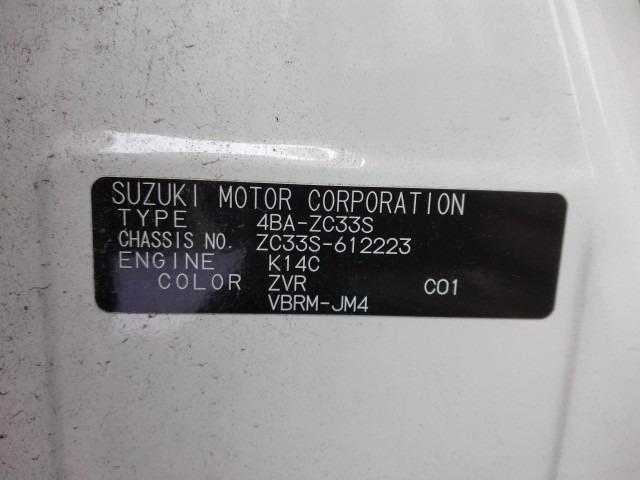 SUZUKI MOTOR CORPORATION
TYPE 4BA-ZC33S
CHASSIS NO. ZC33S-612223
ENGINE K14C
COLOR ZVR C01
VBRM-JM4